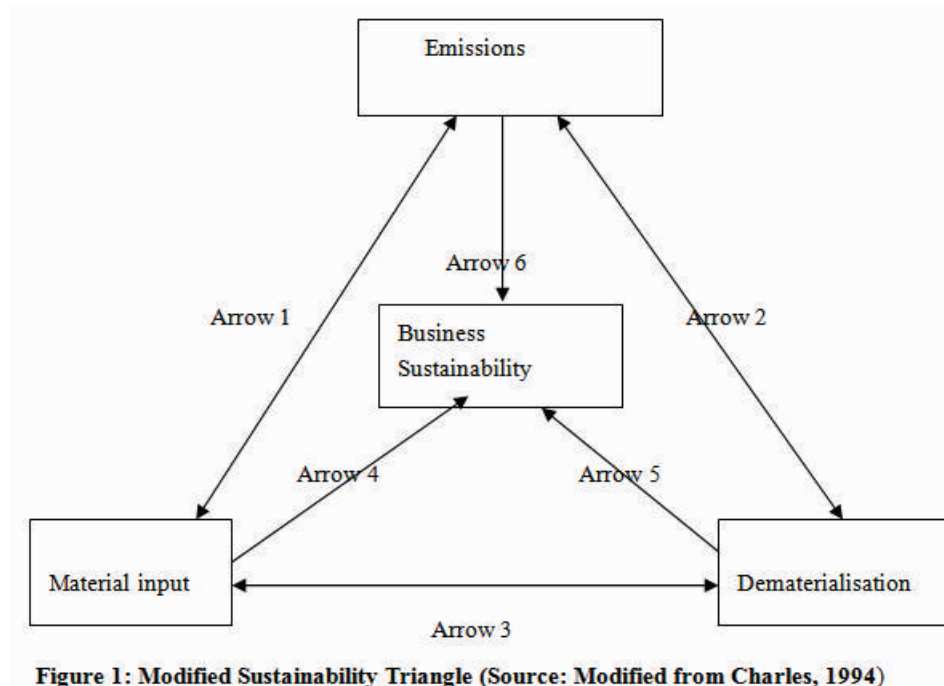 Emissions
Arrow 6
Arrow 1
Arrow 2
Business
Sustainability
Arrow 4
Arrow 5
Material input
Dematerialisation
Arrow 3
Figure 1: Modified Sustainability Triangle (Source: Modified from Charles, 1994)